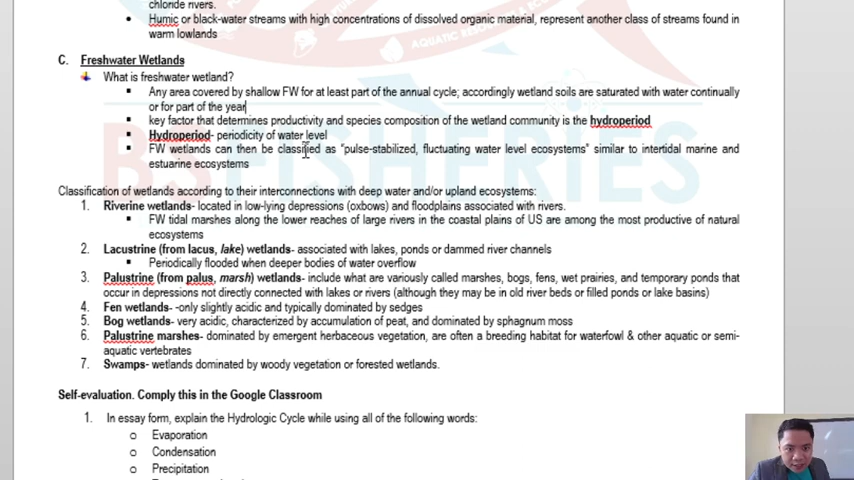 chloride rivers.
▪ Humic or black-water streams with high concentrations of dissolved organic material, represent another class of streams found in
warm lowlands
C. Freshwater Wetlands
What is freshwater wetland?
▪ Any area covered by shallow FW for at least part of the annual cycle; accordingly wetland soils are saturated with water continually
or for part of the year
▪ key factor that determines productivity and species composition of the wetland community is the hydroperiod
▪ Hydroperiod- periodicity of water level
▪ FW wetlands can then be classified as “pulse-stabilized, fluctuating water level ecosystems” similar to intertidal marine and
estuarine ecosystems
Classification of wetlands according to their interconnections with deep water and/or upland ecosystems:
1. Riverine wetlands- located in low-lying depressions (oxbows) and floodplains associated with rivers.
▪ FW tidal marshes along the lower reaches of large rivers in the coastal plains of US are among the most productive of natural
ecosystems
2. Lacustrine (from lacus, lake) wetlands- associated with lakes, ponds or dammed river channels
▪ Periodically flooded when deeper bodies of water overflow
3. Palustrine (from palus, marsh) wetlands- include what are variously called marshes, bogs, fens, wet prairies, and temporary ponds that
occur in depressions not directly connected with lakes or rivers (although they may be in old river beds or filled ponds or lake basins)
4. Fen wetlands- -only slightly acidic and typically dominated by sedges
5. Bog wetlands- very acidic, characterized by accumulation of peat, and dominated by sphagnum moss
6. Palustrine marshes- dominated by emergent herbaceous vegetation, are often a breeding habitat for waterfowl & other aquatic or semi-
aquatic vertebrates
7. Swamps- wetlands dominated by woody vegetation or forested wetlands.
Self-evaluation. Comply this in the Google Classroom
1. In essay form, explain the Hydrologic Cycle while using all of the following words:
o Evaporation
o Condensation
o Precipitation
AQUATIC RESOURCES
BSFISHERIES